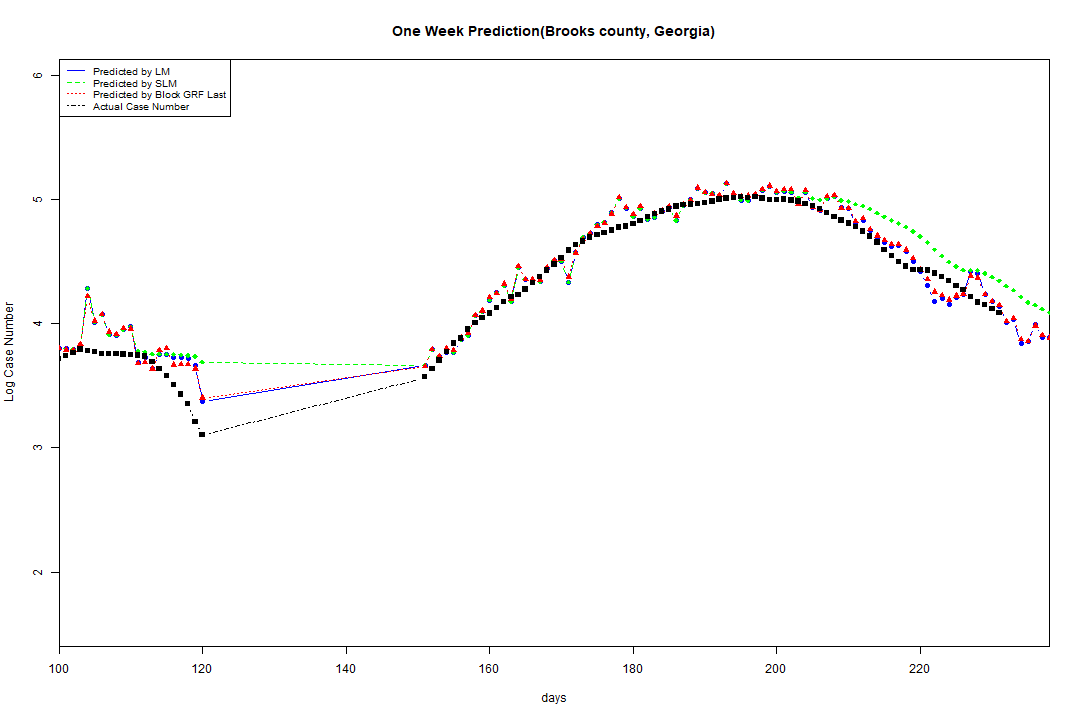 One Week Prediction(Brooks county, Georgia)
Predicted by LM
Predicted by SLM
Predicted by Block GRF Last
Actual Case Number
6
5
4
3
2
Log Case Number
100 120 140 160 180 200 220
days